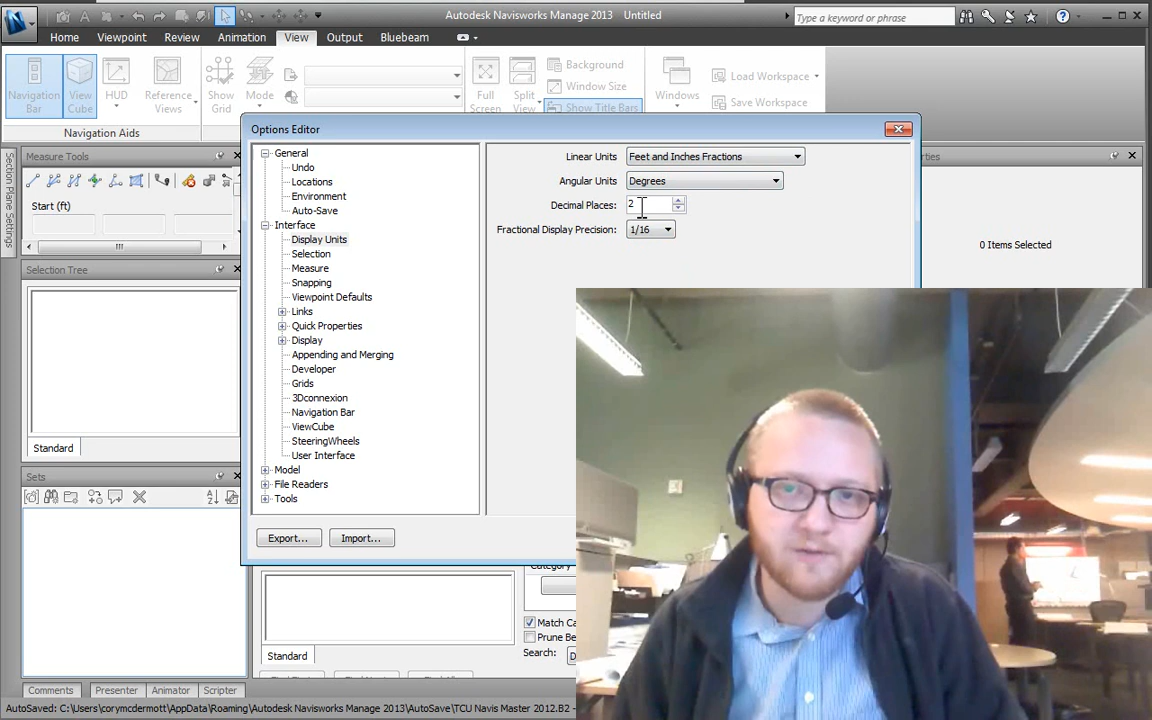 Autodesk Navisworks Manage 2013 Untitled
Type a keyword or phrase
Home Viewpoint Review Animation View Output Bluebeam
Navigation Bar
View Cube
HUD
Reference Views
Show Grid
Mode
Full Screen
Split View
Background
Window Size
Show Title Bars
Windows
Load Workspace
Save Workspace
Navigation Aids
Section Plane Settings
Measure Tools
Start (ft)
Selection Tree
Standard
Sets
Options Editor
General
Undo
Locations
Environment
Auto-Save
Interface
Display Units
Selection
Measure
Snapping
Viewpoint Defaults
Links
Quick Properties
Display
Appending and Merging
Developer
Grids
3Dconnexion
Navigation Bar
ViewCube
SteeringWheels
User Interface
Model
File Readers
Tools
Export...
Import...
Linear Units Feet and Inches Fractions
Angular Units Degrees
Decimal Places: 2
Fractional Display Precision: 1/16
0 Items Selected
Category
Match Ca
Prune Be
Search: D
Standard
Comments Presenter Animator Scripter
AutoSaved: C:\Users\corymcdermott\AppData\Roaming\Autodesk Navisworks Manage 2013\AutoSave\TCU Navis Master 2012.B2 -